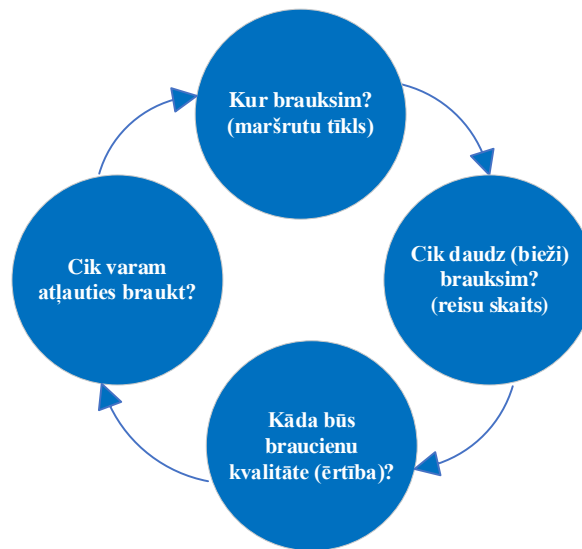 Kur brauksim?
(maršrutu tīkls)
Cik daudz (bieži)
brauksim?
(reisu skaits)
Kāda būs
braucienu
kvalitāte (ērtība)?
Cik varam
atļauties braukt?